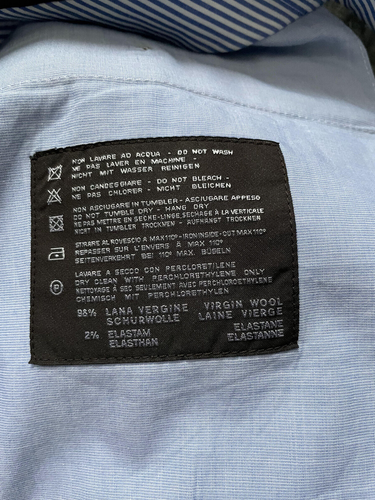 NON LAVARE AD ACQUA - DO NOT WASH
NE PAS LAVER EN MACHINE -
NICHT MIT WASSER REINIGEN
NON CANDEGGIARE - DO NOT BLEACH -
NE PAS CHLORER - NICHT BLEICHEN
NON ASCIUGARE IN TUMBLER - ASCIUGARE APPESO
DO NOT TUMBLE DRY - HANG DRY
NE PAS METTRE EN SECHE-LINGE, SECHAGE À LA VERTICALE
NICHT IN TUMBLER TROCKNEN - AUFHANGEN TROCKNEN
STIRARE AL ROVESCIO A MAX 110°- IRON INSIDE-OUT MAX 110°
REPASSER SUR L'ENVERS À MAX 110°
SEITENVERKEHRT BEI 110° MAX. BÜGELN
P
LAVARE A SECCO CON PERCLORETILENE
DRY CLEAN WITH PERCHLORETHYLENE ONLY
NETTOYAGE À SEC SEULEMENT AVEC PERCHLORETHYLENE
CHEMISCH MIT PERCHLORETHYLEN
98% LANA VERGINE VIRGIN WOOL
SCHURWOLLE LAINE VIERGE
2% ELASTAM ELASTANE
ELASTHAN ELASTHANNE